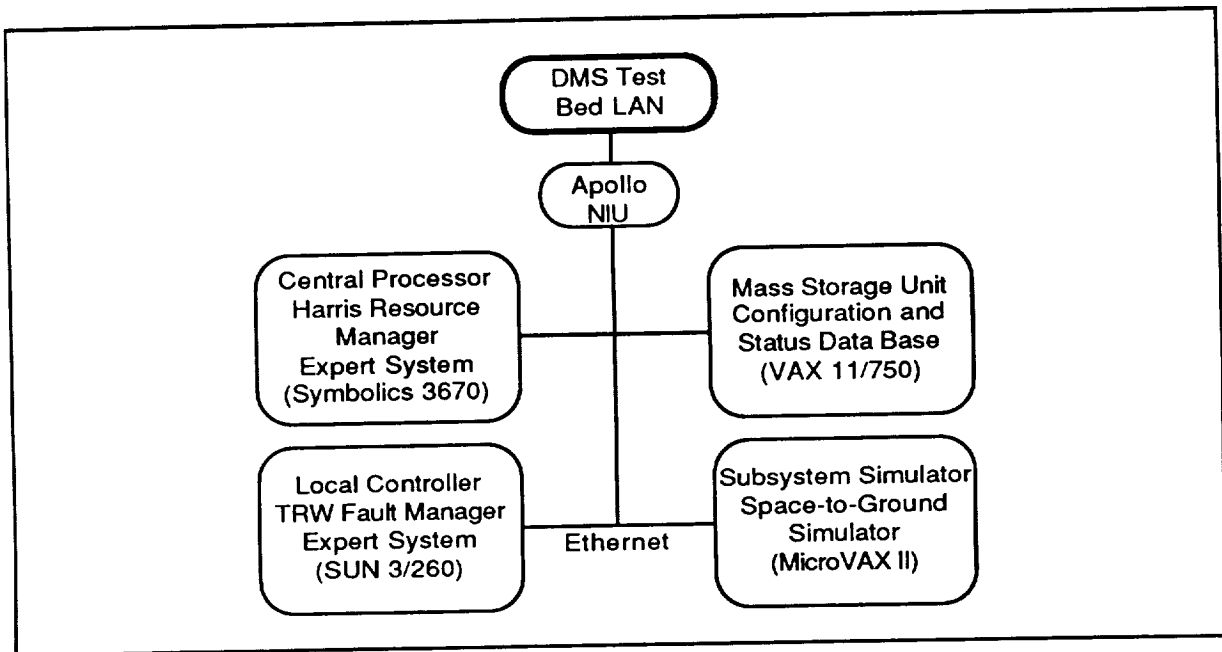 DMS Test
Bed LAN
Apollo
NIU
Central Processor
Harris Resource
Manager
Expert System
(Symbolics 3670)
Mass Storage Unit
Configuration and
Status Data Base
(VAX 11/750)
Local Controller
TRW Fault Manager
Expert System
(SUN 3/260)
Ethernet
Subsystem Simulator
Space-to-Ground
Simulator
(MicroVAX II)